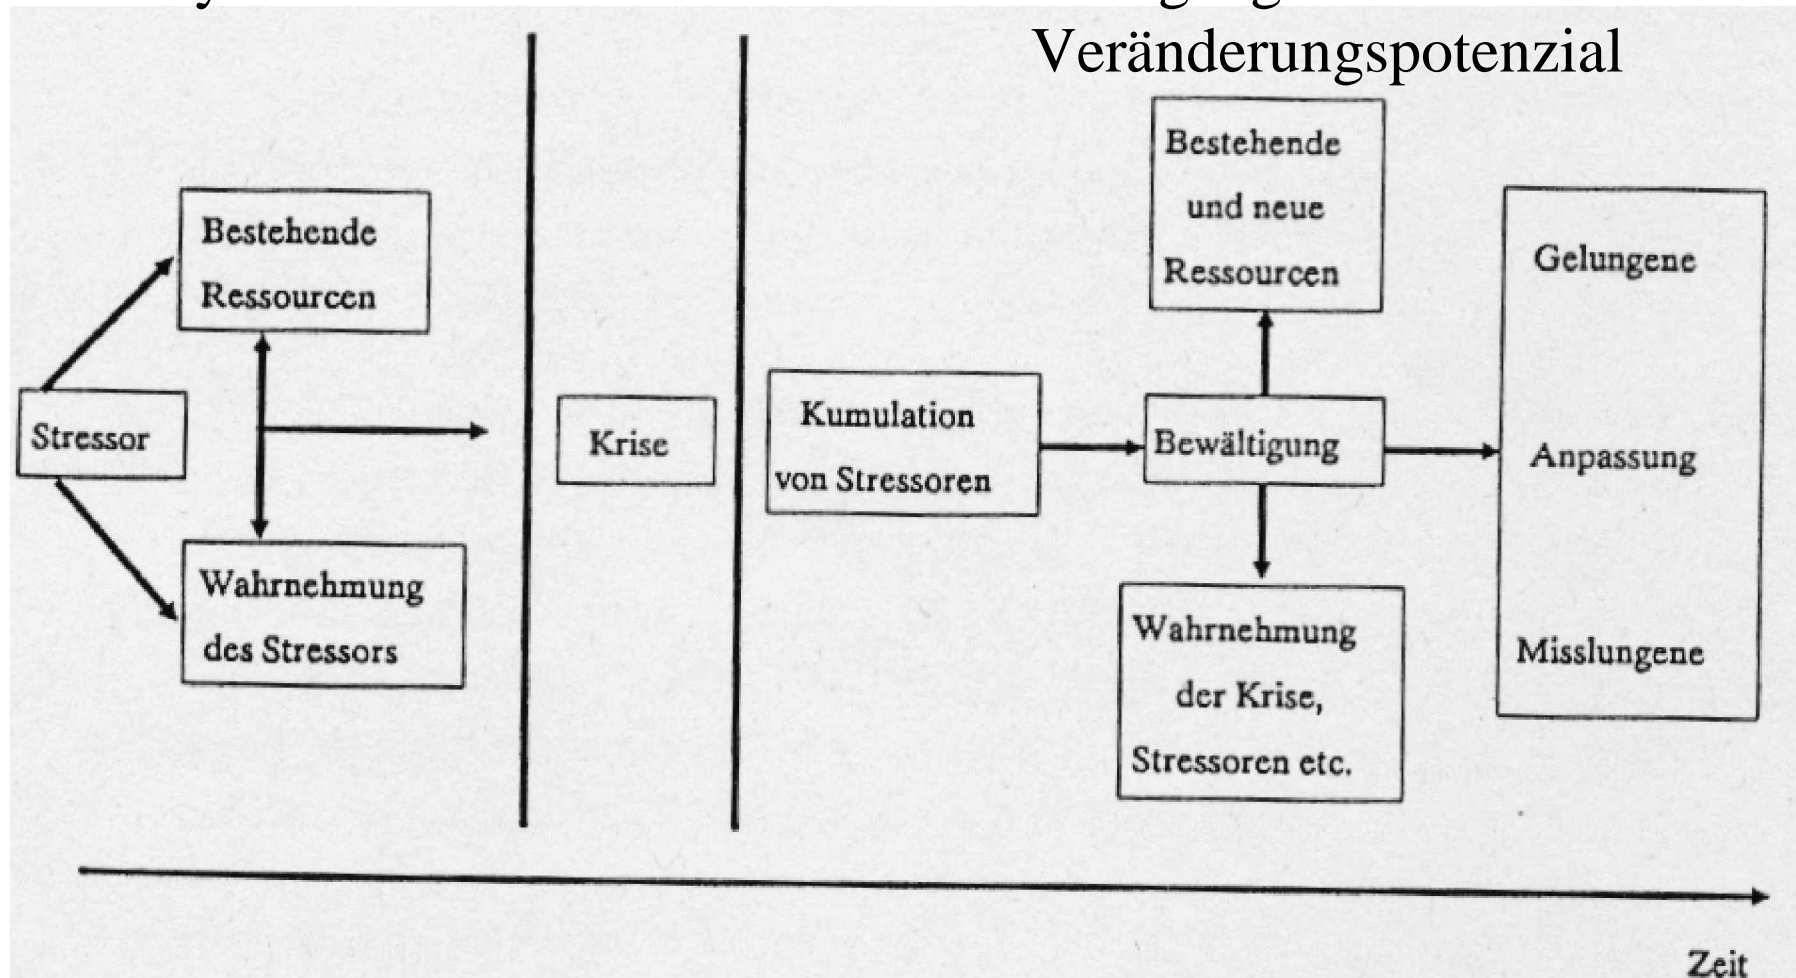 Veränderungspotenzial
Bestehende
Ressourcen
Stressor
Wahrnehmung
des Stressors
Krise
Kumulation
von Stressoren
Bestehende
und neue
Ressourcen
Bewältigung
Wahrnehmung
der Krise,
Stressoren etc.
Gelungene
Anpassung
Misslungene
Zeit